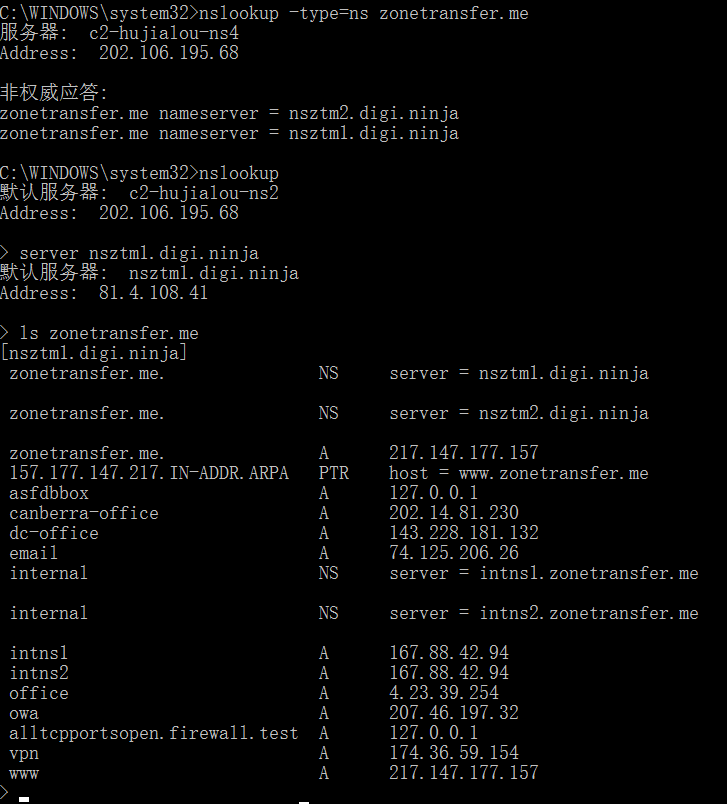 C:\WINDOWS\system32>nslookup -type=ns zonetransfer.me
服务器:  c2-hujialou-ns4
Address:  202.106.195.68
非权威应答:
zonetransfer.me nameserver = nsztm2.digi.ninja
zonetransfer.me nameserver = nsztm1.digi.ninja
C:\WINDOWS\system32>nslookup
默认服务器:  c2-hujialou-ns2
Address:  202.106.195.68
> server nsztm1.digi.ninja
默认服务器:  nsztm1.digi.ninja
Address:  81.4.108.41
> ls zonetransfer.me
[nsztm1.digi.ninja]
zonetransfer.me.                NS     server = nsztm1.digi.ninja
zonetransfer.me.                NS     server = nsztm2.digi.ninja
zonetransfer.me.                A      217.147.177.157
157.177.147.217.IN-ADDR.ARPA   PTR    host = www.zonetransfer.me
asfdbbox                       A      127.0.0.1
canberra-office                A      202.14.81.230
dc-office                      A      143.228.181.132
email                          A      74.125.206.26
internal                       NS     server = intns1.zonetransfer.me
internal                       NS     server = intns2.zonetransfer.me
intns1                         A      167.88.42.94
intns2                         A      167.88.42.94
office                         A      4.23.39.254
owa                            A      207.46.197.32
alltcpportsopen.firewall.test  A      127.0.0.1
vpn                            A      174.36.59.154
www                            A      217.147.177.157
>